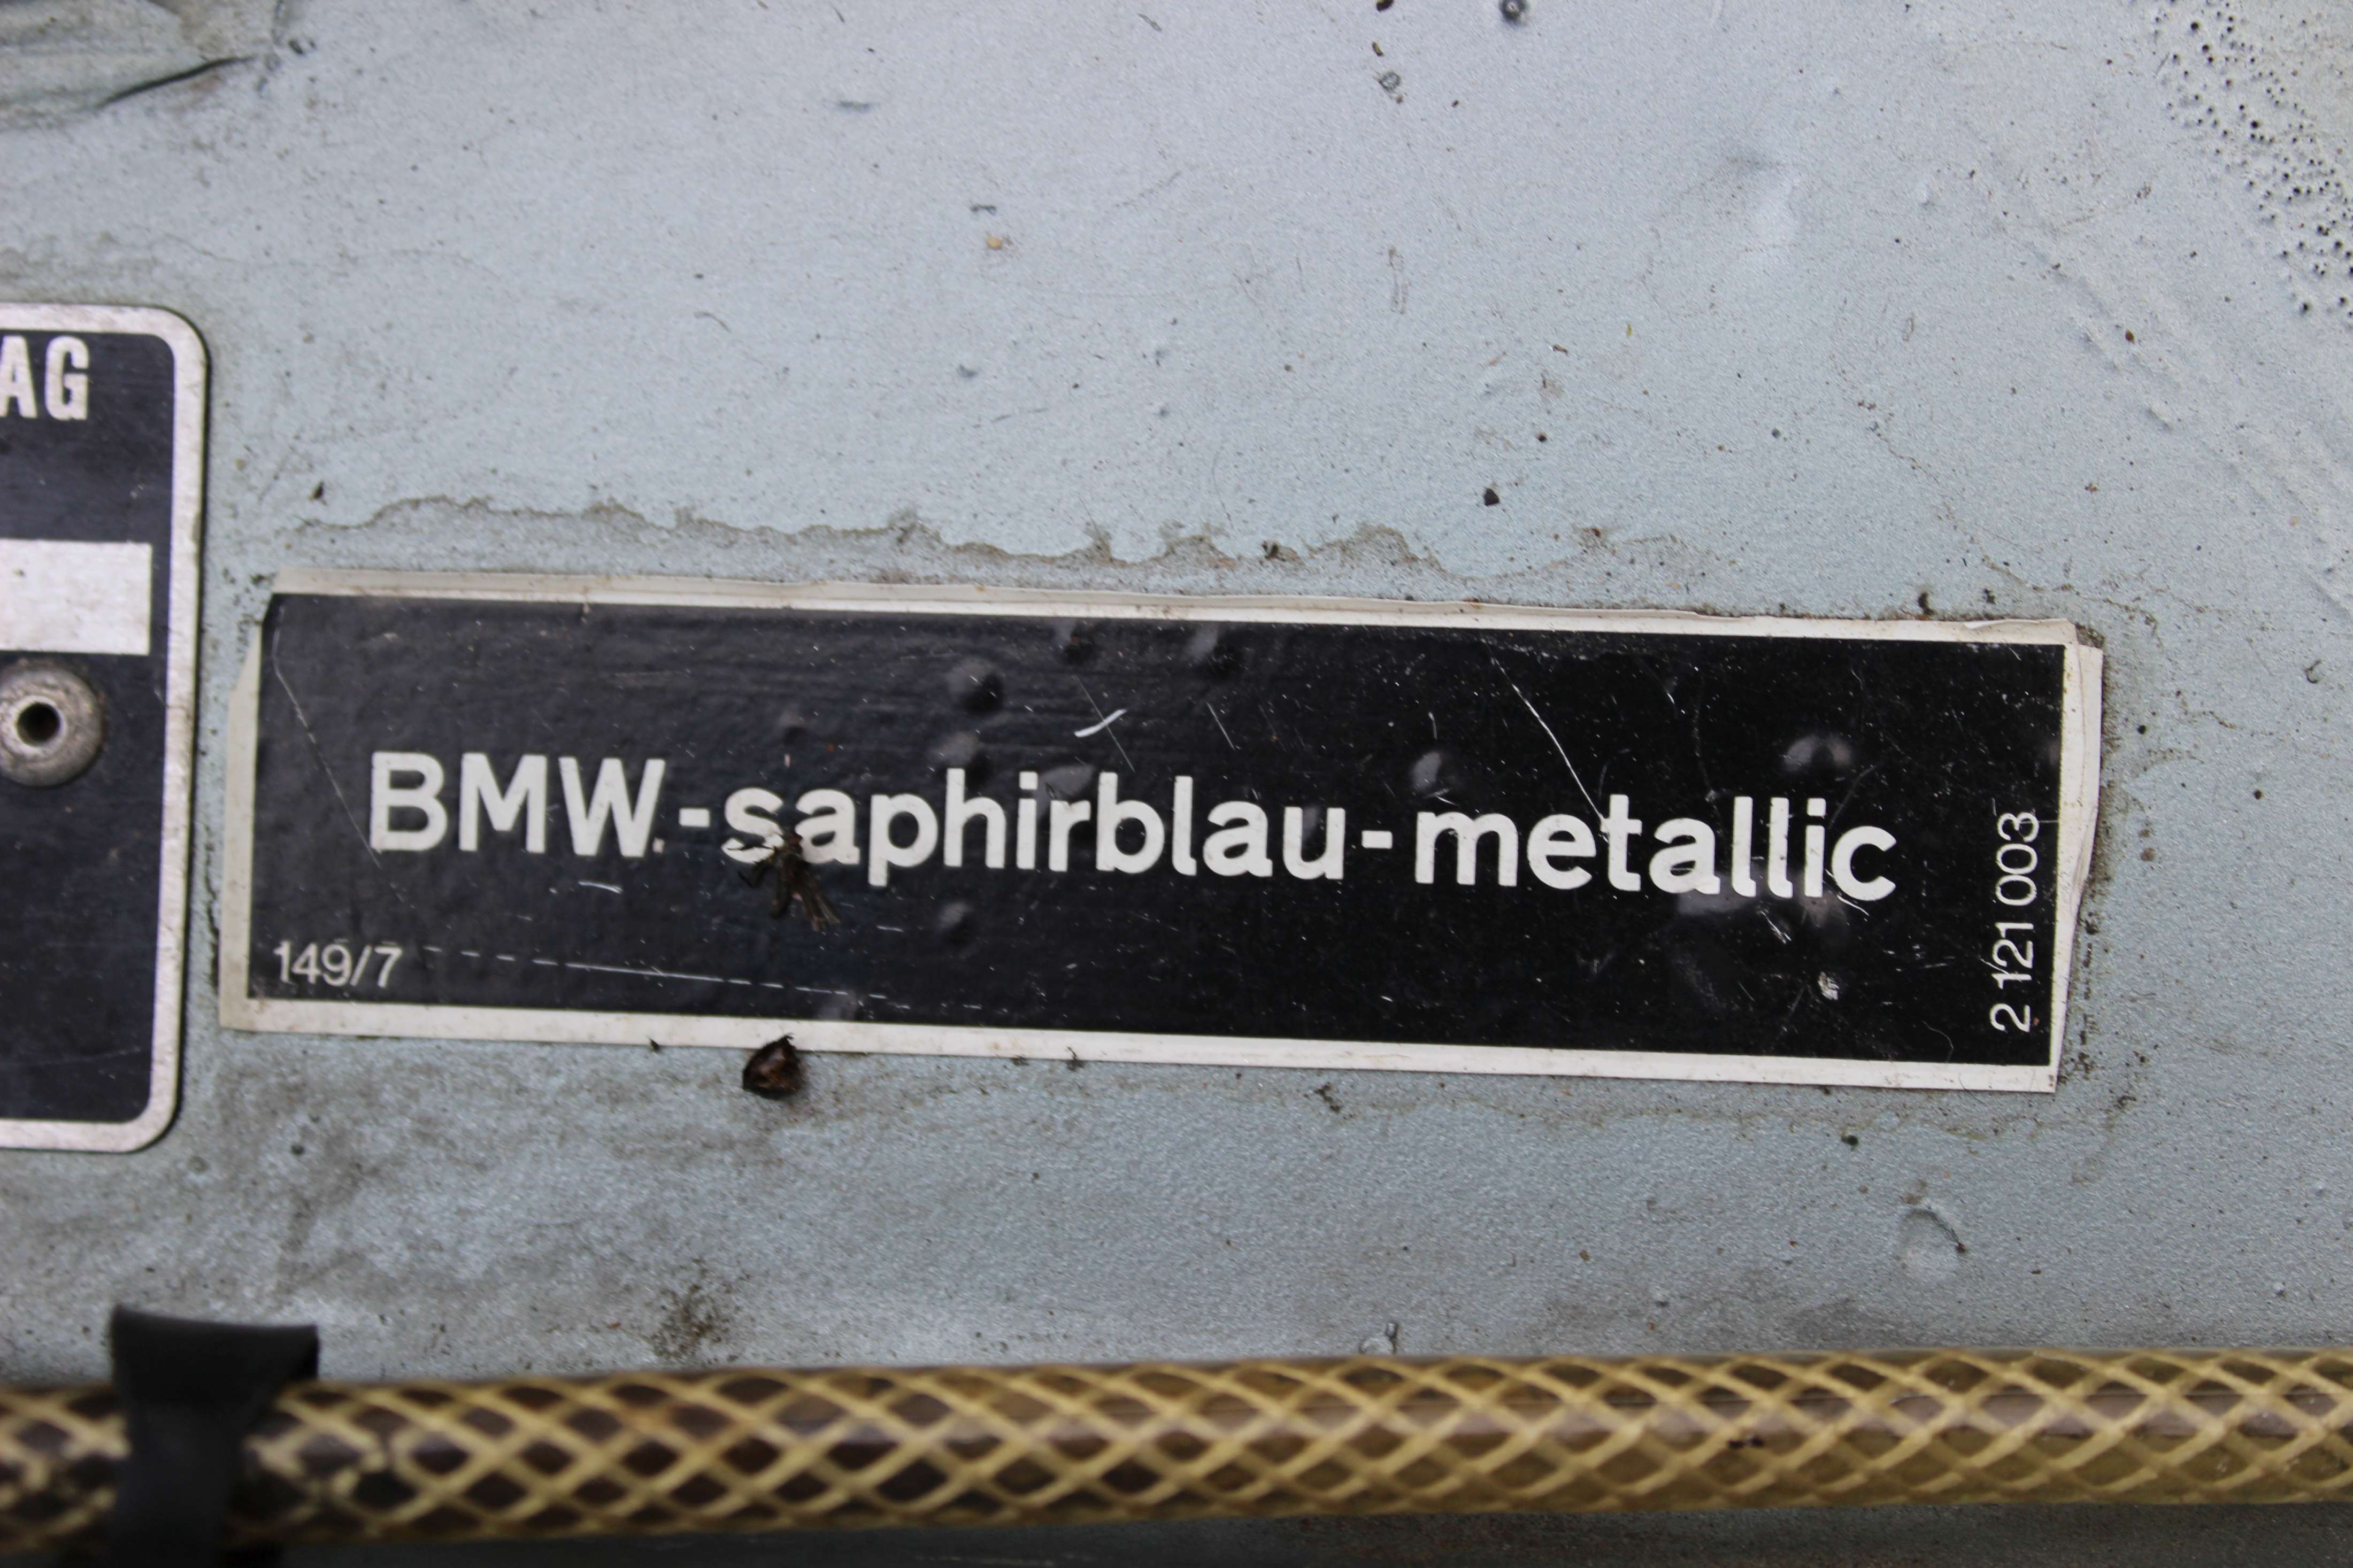 AG
BMW-saphirblau-metallic
149/7
2 121 003